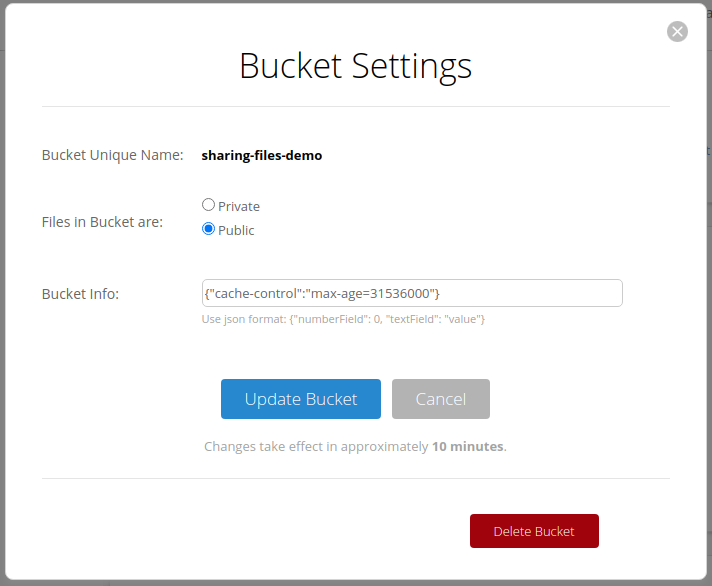 Bucket Settings
Bucket Unique Name: sharing-files-demo
Files in Bucket are:
Private
Public
Bucket Info: {"cache-control":"max-age=31536000"}
Use json format: {"numberField": 0, "textField": "value"}
Update Bucket Cancel
Changes take effect in approximately 10 minutes.
Delete Bucket